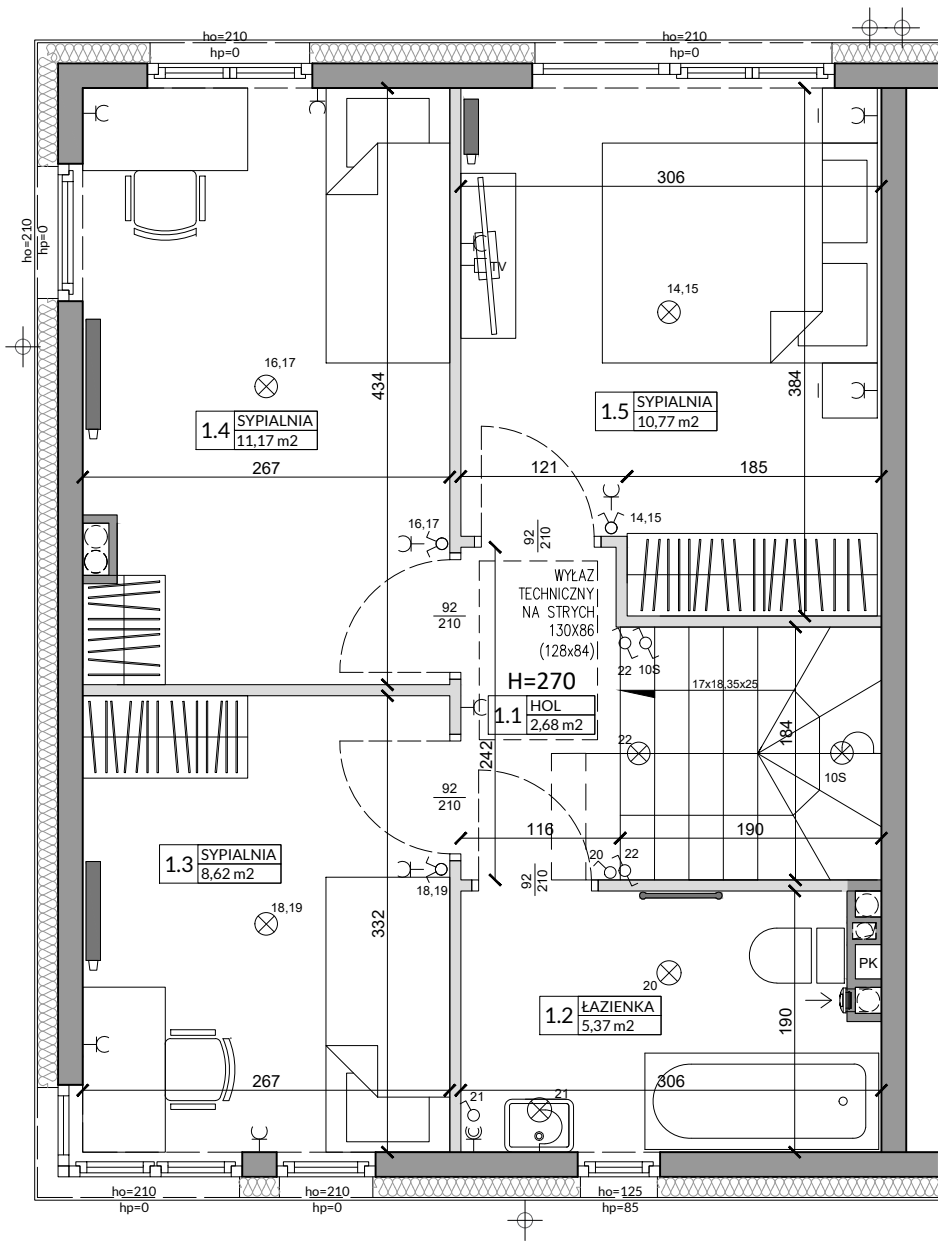 ho=210
hp=0
ho=210
hp=0
ho=210
hp=0
306
TV
14,15
16,17
434
384
1.4
SYPIALNIA
11,17 m2
1.5
SYPIALNIA
10,77 m2
267
121
185
16,17
14,15
92
210
WYŁAZ
TECHNICZNY
NA STRYCH
130X86
(128x84)
92
210
22
10S
H=270
17x18,35x25
1.1
HOL
2,68 m2
184
22
10S
242
92
210
116
190
1.3
SYPIALNIA
8,62 m2
20
22
92
210
18,19
18,19
332
PK
20
1.2
ŁAZIENKA
5,37 m2
190
267
306
21
21
ho=210
hp=0
ho=210
hp=0
ho=125
hp=85